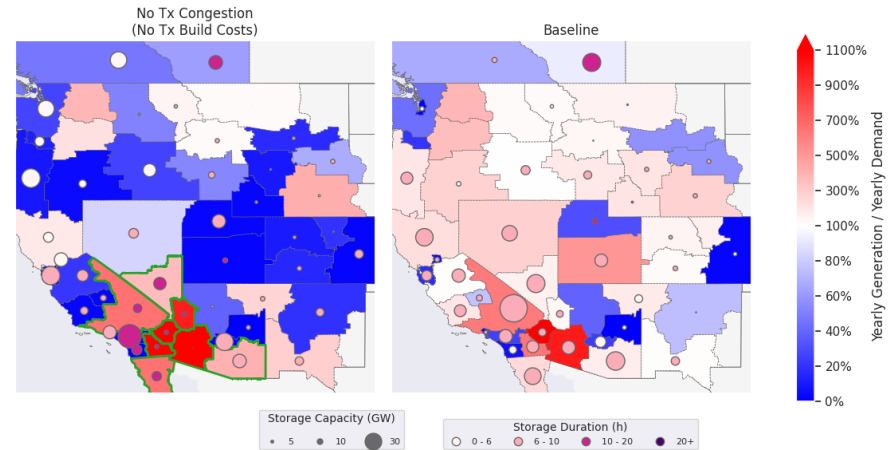 No Tx Congestion
(No Tx Build Costs)
Baseline
1100%
900%
700%
500%
300%
100%
80%
60%
40%
20%
0%
Yearly Generation / Yearly Demand
Storage Capacity (GW)
5 10 30
Storage Duration (h)
0 - 6 6 - 10 10 - 20 20+